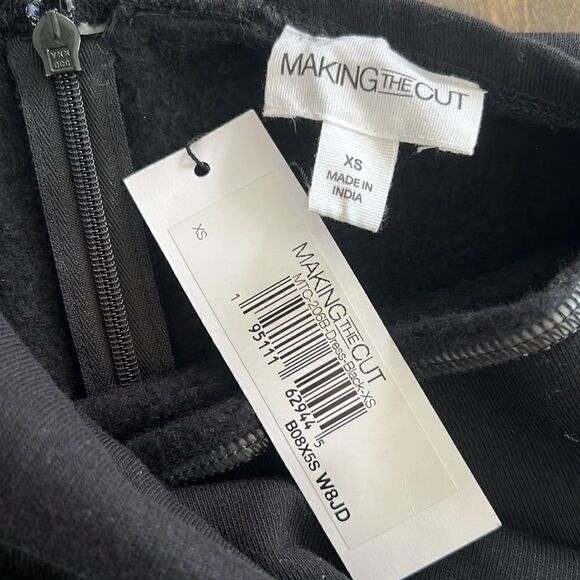 MAKING THE CUT
XS
MADE IN
INDIA
XS
MAKING THE CUT
MTC-206B-Dress-Black-XS
1 95111 62944 5
B08X5S W8JD